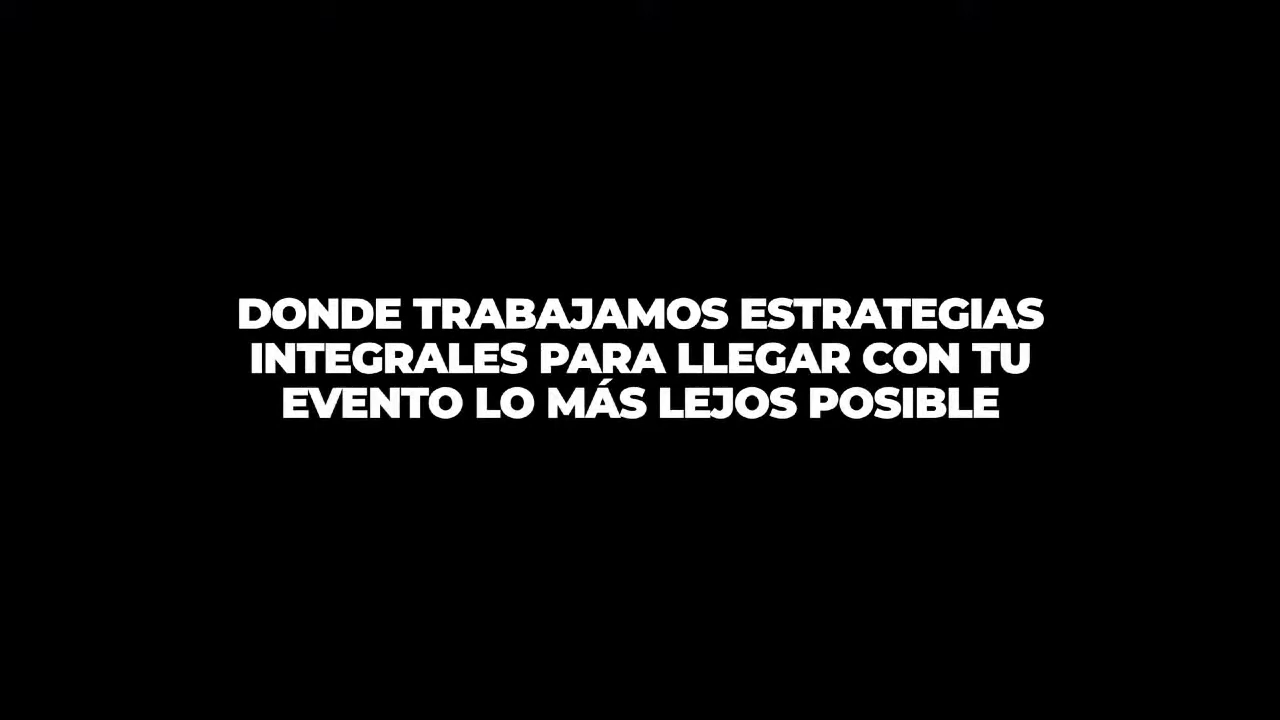 DONDE TRABAJAMOS ESTRATEGIAS
INTEGRALES PARA LLEGAR CON TU
EVENTO LO MÁS LEJOS POSIBLE